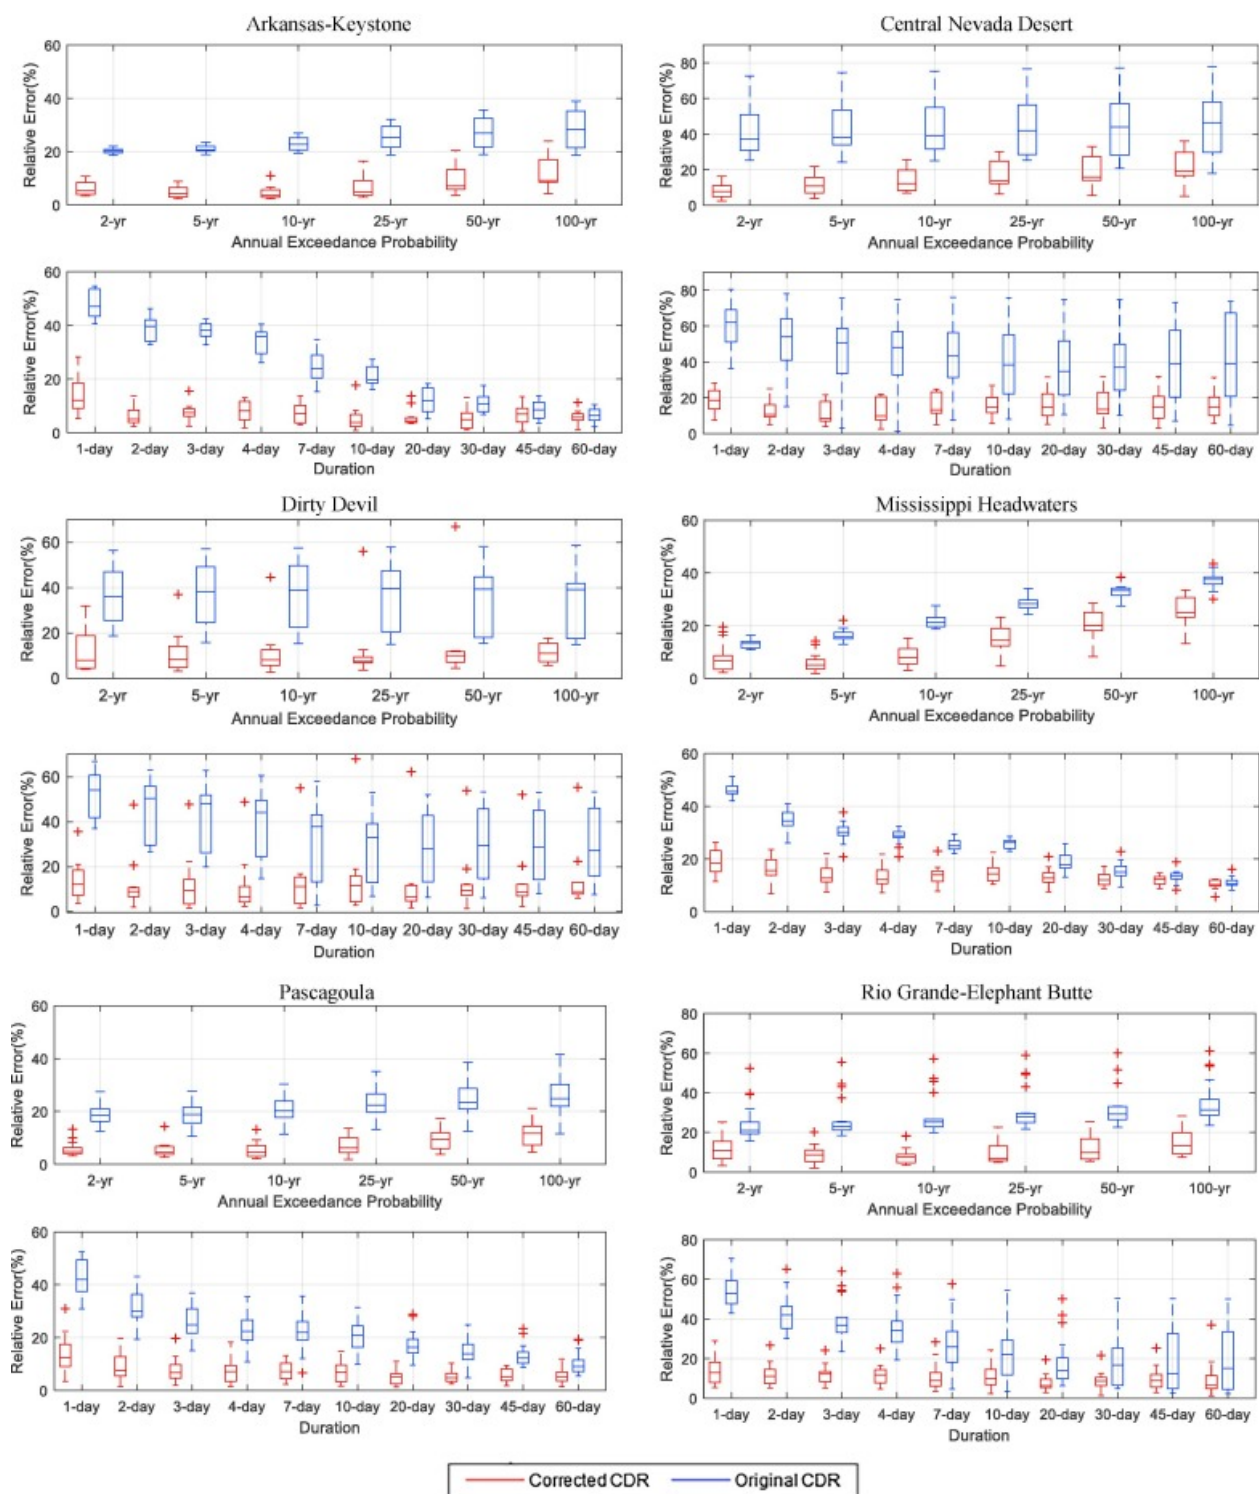 Arkansas-Keystone
Relative Error(%)
60
40
20
0
2-yr 5-yr 10-yr 25-yr 50-yr 100-yr
Annual Exceedance Probability
Relative Error(%)
60
40
20
0
1-day 2-day 3-day 4-day 7-day 10-day 20-day 30-day 45-day 60-day
Duration
Central Nevada Desert
Relative Error(%)
80
60
40
20
0
2-yr 5-yr 10-yr 25-yr 50-yr 100-yr
Annual Exceedance Probability
Relative Error(%)
80
60
40
20
0
1-day 2-day 3-day 4-day 7-day 10-day 20-day 30-day 45-day 60-day
Duration
Dirty Devil
Relative Error(%)
60
40
20
0
2-yr 5-yr 10-yr 25-yr 50-yr 100-yr
Annual Exceedance Probability
Relative Error(%)
60
40
20
0
1-day 2-day 3-day 4-day 7-day 10-day 20-day 30-day 45-day 60-day
Duration
Mississippi Headwaters
Relative Error(%)
60
40
20
0
2-yr 5-yr 10-yr 25-yr 50-yr 100-yr
Annual Exceedance Probability
Relative Error(%)
60
40
20
0
1-day 2-day 3-day 4-day 7-day 10-day 20-day 30-day 45-day 60-day
Duration
Pascagoula
Relative Error(%)
60
40
20
0
2-yr 5-yr 10-yr 25-yr 50-yr 100-yr
Annual Exceedance Probability
Relative Error(%)
60
40
20
0
1-day 2-day 3-day 4-day 7-day 10-day 20-day 30-day 45-day 60-day
Duration
Rio Grande-Elephant Butte
Relative Error(%)
80
60
40
20
0
2-yr 5-yr 10-yr 25-yr 50-yr 100-yr
Annual Exceedance Probability
Relative Error(%)
80
60
40
20
0
1-day 2-day 3-day 4-day 7-day 10-day 20-day 30-day 45-day 60-day
Duration
Corrected CDR Original CDR